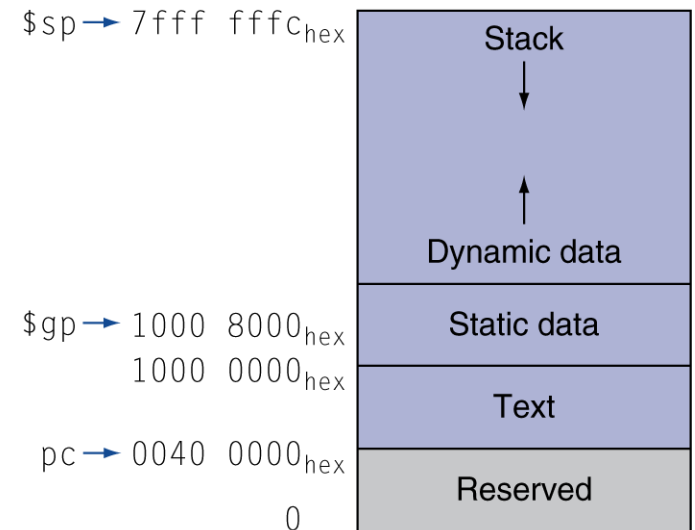 $sp → 7fff fffc hex
Stack
Dynamic data
$gp → 1000 8000 hex
Static data
1000 0000 hex
Text
pc → 0040 0000 hex
Reserved
0